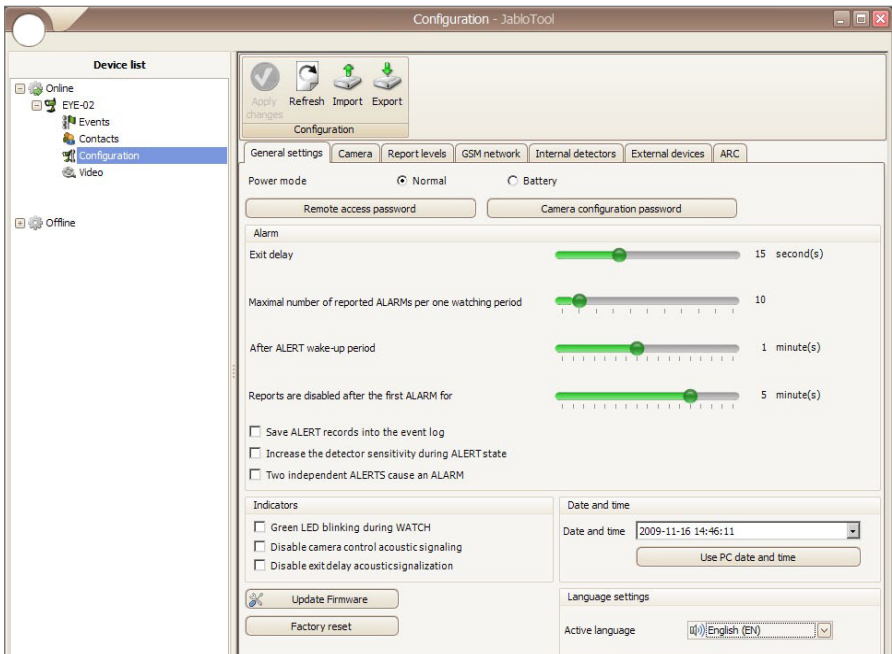 Configuration - JabloTool
Device list
Online
EYE-02
Events
Contacts
Configuration
Video
Offline
Apply changes
Refresh
Import
Export
Configuration
General settings
Camera
Report levels
GSM network
Internal detectors
External devices
ARC
Power mode
Normal
Battery
Remote access password
Camera configuration password
Alarm
Exit delay
15 second(s)
Maximal number of reported ALARMs per one watching period
10
After ALERT wake-up period
1 minute(s)
Reports are disabled after the first ALARM for
5 minute(s)
Save ALERT records into the event log
Increase the detector sensitivity during ALERT state
Two independent ALERTS cause an ALARM
Indicators
Green LED blinking during WATCH
Disable camera control acoustic signaling
Disable exit delay acousticsignalization
Date and time
Date and time 2009-11-16 14:46:11
Use PC date and time
Update Firmware
Factory reset
Language settings
Active language English (EN)